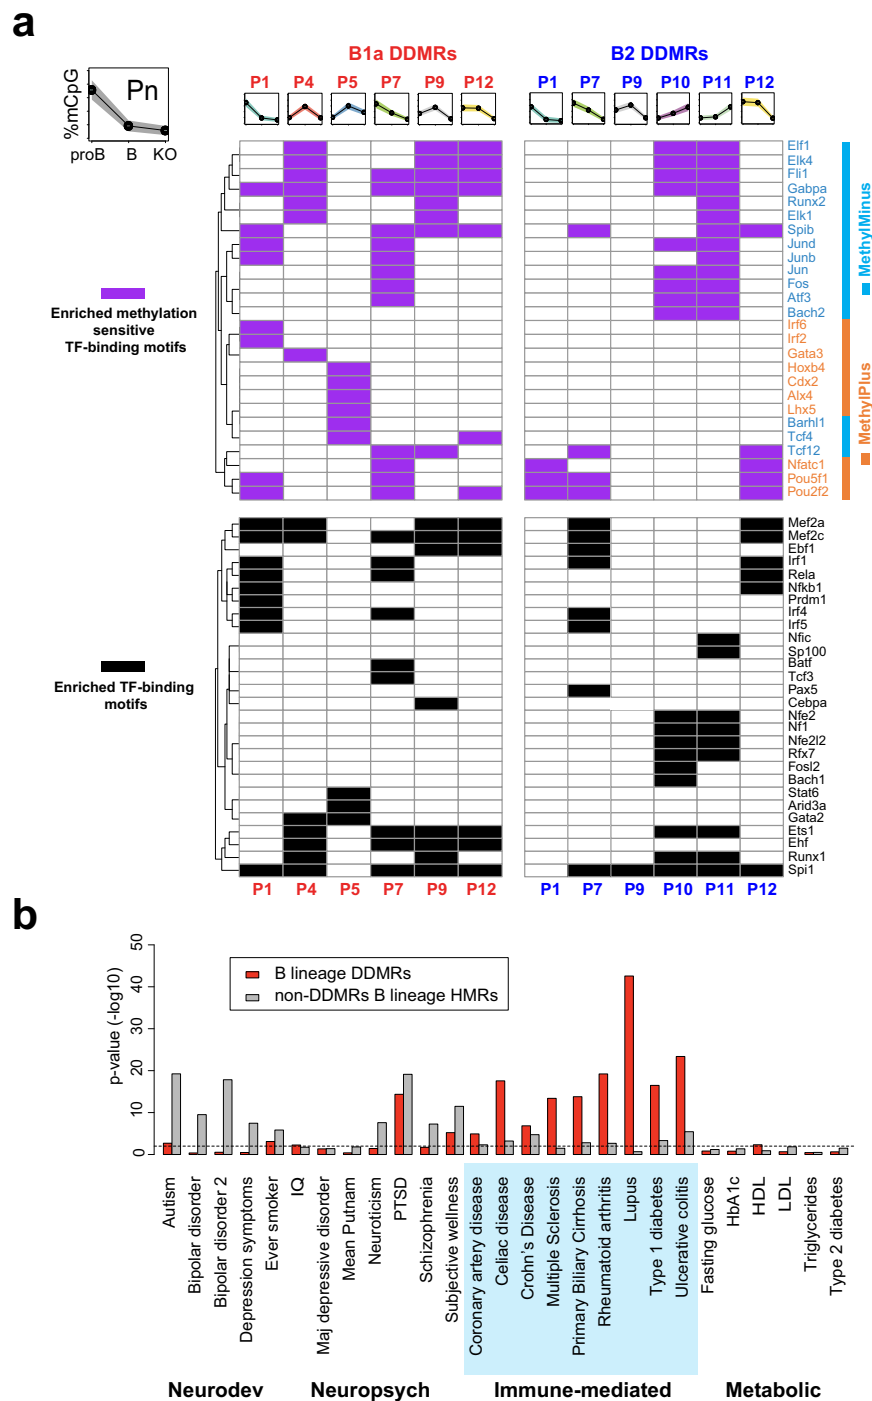 a
B1a DDMRs
B2 DDMRs
P1 P4 P5 P7 P9 P12
P1 P7 P9 P10 P11 P12
%mCpG
Pn
proB B KO
Enriched methylation
sensitive
TF-binding motifs
Elf1
Elk4
Fli1
Gabpa
Runx2
Elk1
Spib
Jund
Junb
Jun
Fos
Atf3
Bach2
Irf6
Irf2
Gata3
Hoxb4
Cdx2
Alx4
Lhx5
Barhl1
Tcf4
Tcf12
Nfatc1
Pou5f1
Pou2f2
MethylMinus
MethylPlus
Enriched TF-binding
motifs
Mef2a
Mef2c
Ebf1
Irf1
Rela
Nfkb1
Prdm1
Irf4
Irf5
Nfic
Sp100
Batf
Tcf3
Pax5
Cebpa
Nfe2
Nf1
Nfe2l2
Rfx7
Fosl2
Bach1
Stat6
Arid3a
Gata2
Ets1
Ehf
Runx1
Spi1
P1 P4 P5 P7 P9 P12
P1 P7 P9 P10 P11 P12
b
p-value (-log10)
50
40
30
20
10
0
B lineage DDMRs
non-DDMRs B lineage HMRs
Autism
Bipolar disorder
Bipolar disorder 2
Depression symptoms
Ever smoker
IQ
Maj depressive disorder
Mean Putnam
Neuroticism
PTSD
Schizophrenia
Subjective wellness
Coronary artery disease
Celiac disease
Crohn's Disease
Multiple Sclerosis
Primary Biliary Cirrhosis
Rheumatoid arthritis
Lupus
Type 1 diabetes
Ulcerative colitis
Fasting glucose
HbA1c
HDL
LDL
Triglycerides
Type 2 diabetes
Neurodev Neuropsych Immune-mediated Metabolic